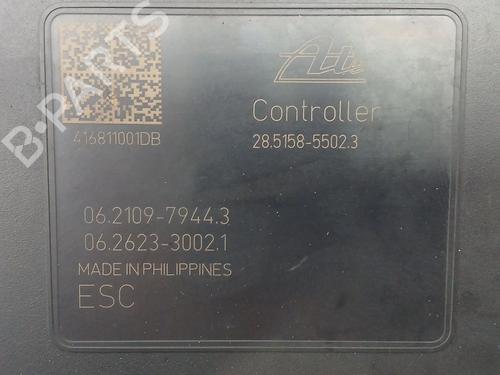 Ate
416811001DB
Controller
28.5158-5502.3
06.2109-7944.3
06.2623-3002.1
MADE IN PHILIPPINES
ESC
B-PARTS